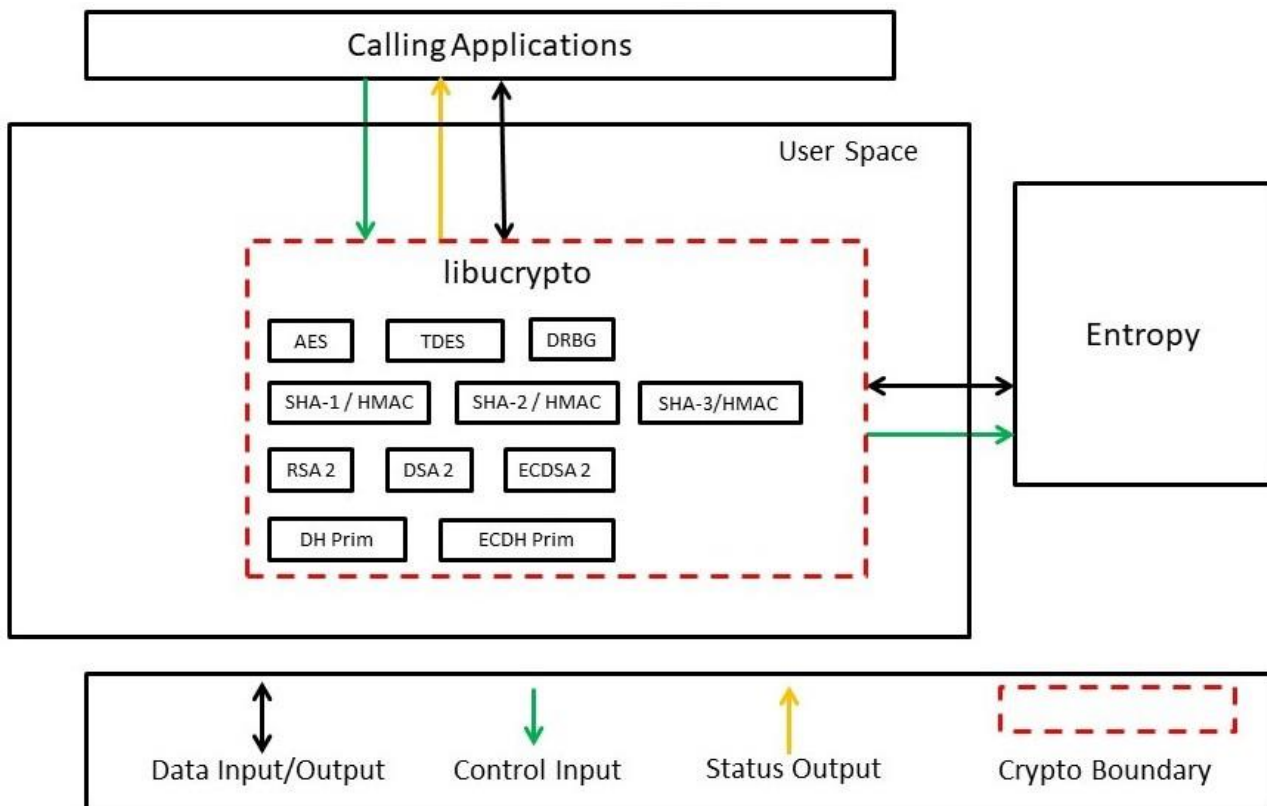 Calling Applications
User Space
libucrypto
AES TDES DRBG
SHA-1 / HMAC SHA-2 / HMAC SHA-3/HMAC
RSA 2 DSA 2 ECDSA 2
DH Prim ECDH Prim
Entropy
Data Input/Output Control Input Status Output Crypto Boundary